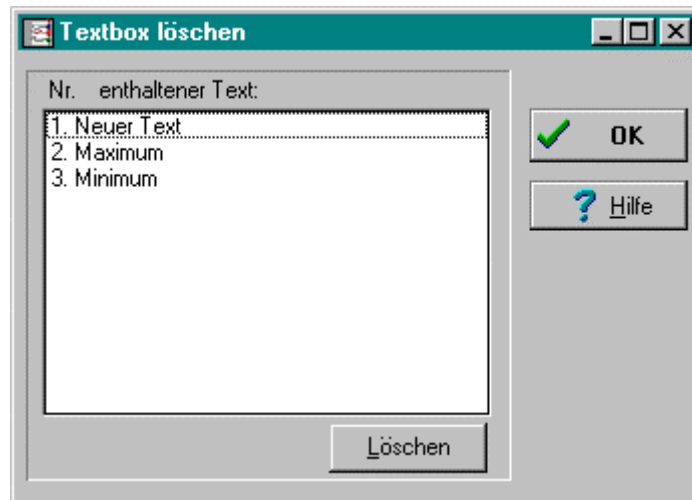 Textbox löschen
Nr. enthaltener Text:
1. Neuer Text
2. Maximum
3. Minimum
OK
Hilfe
Löschen